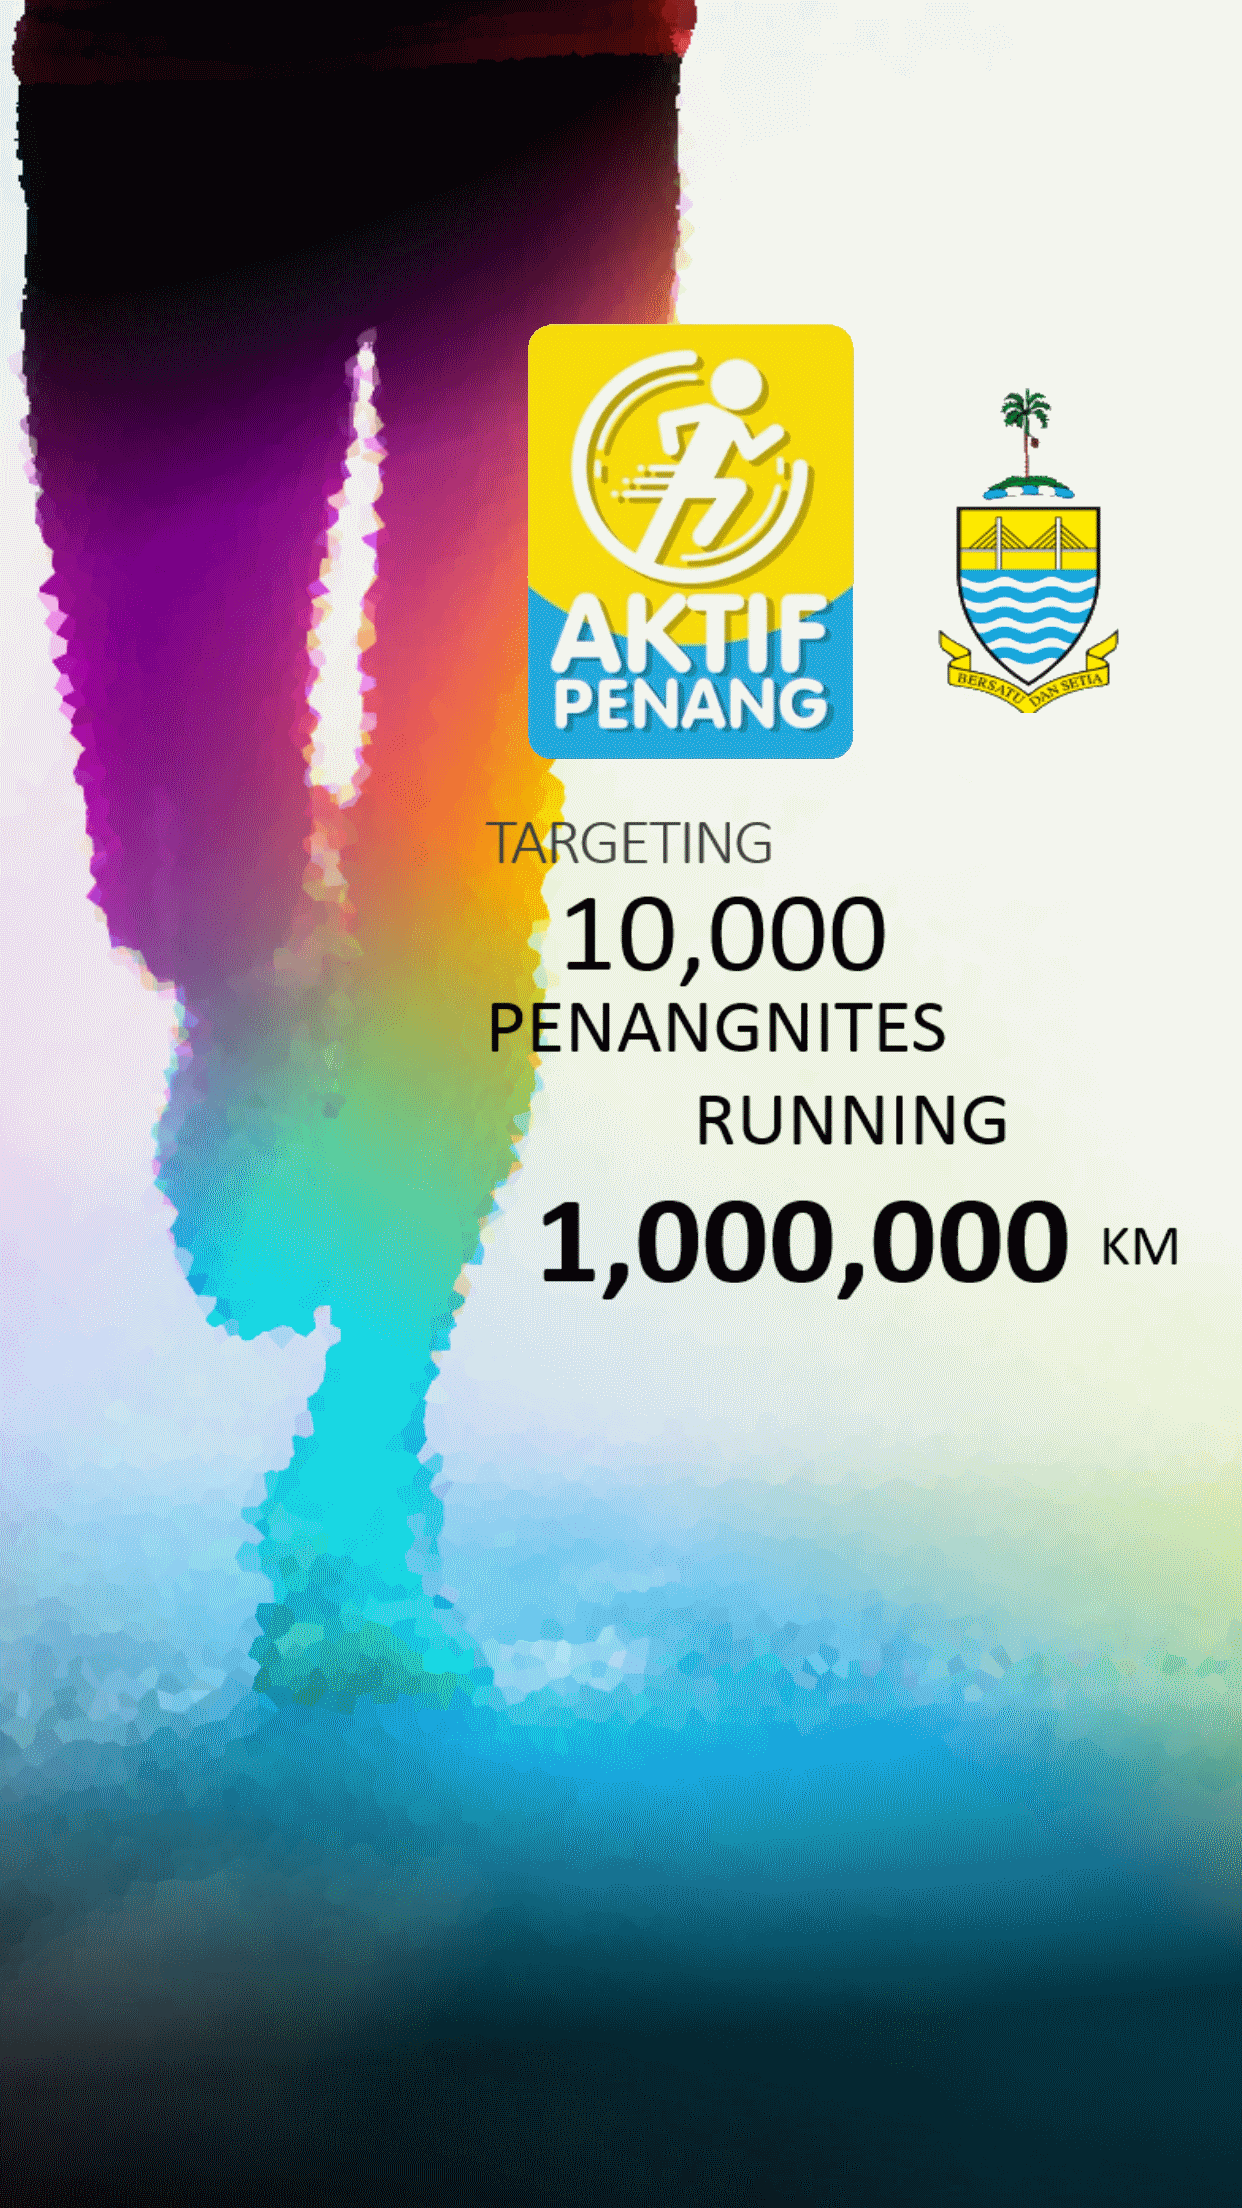 AKTIF
PENANG
BERSATU DAN SETIA
TARGETING
10,000
PENANGNITES
RUNNING
1,000,000 KM